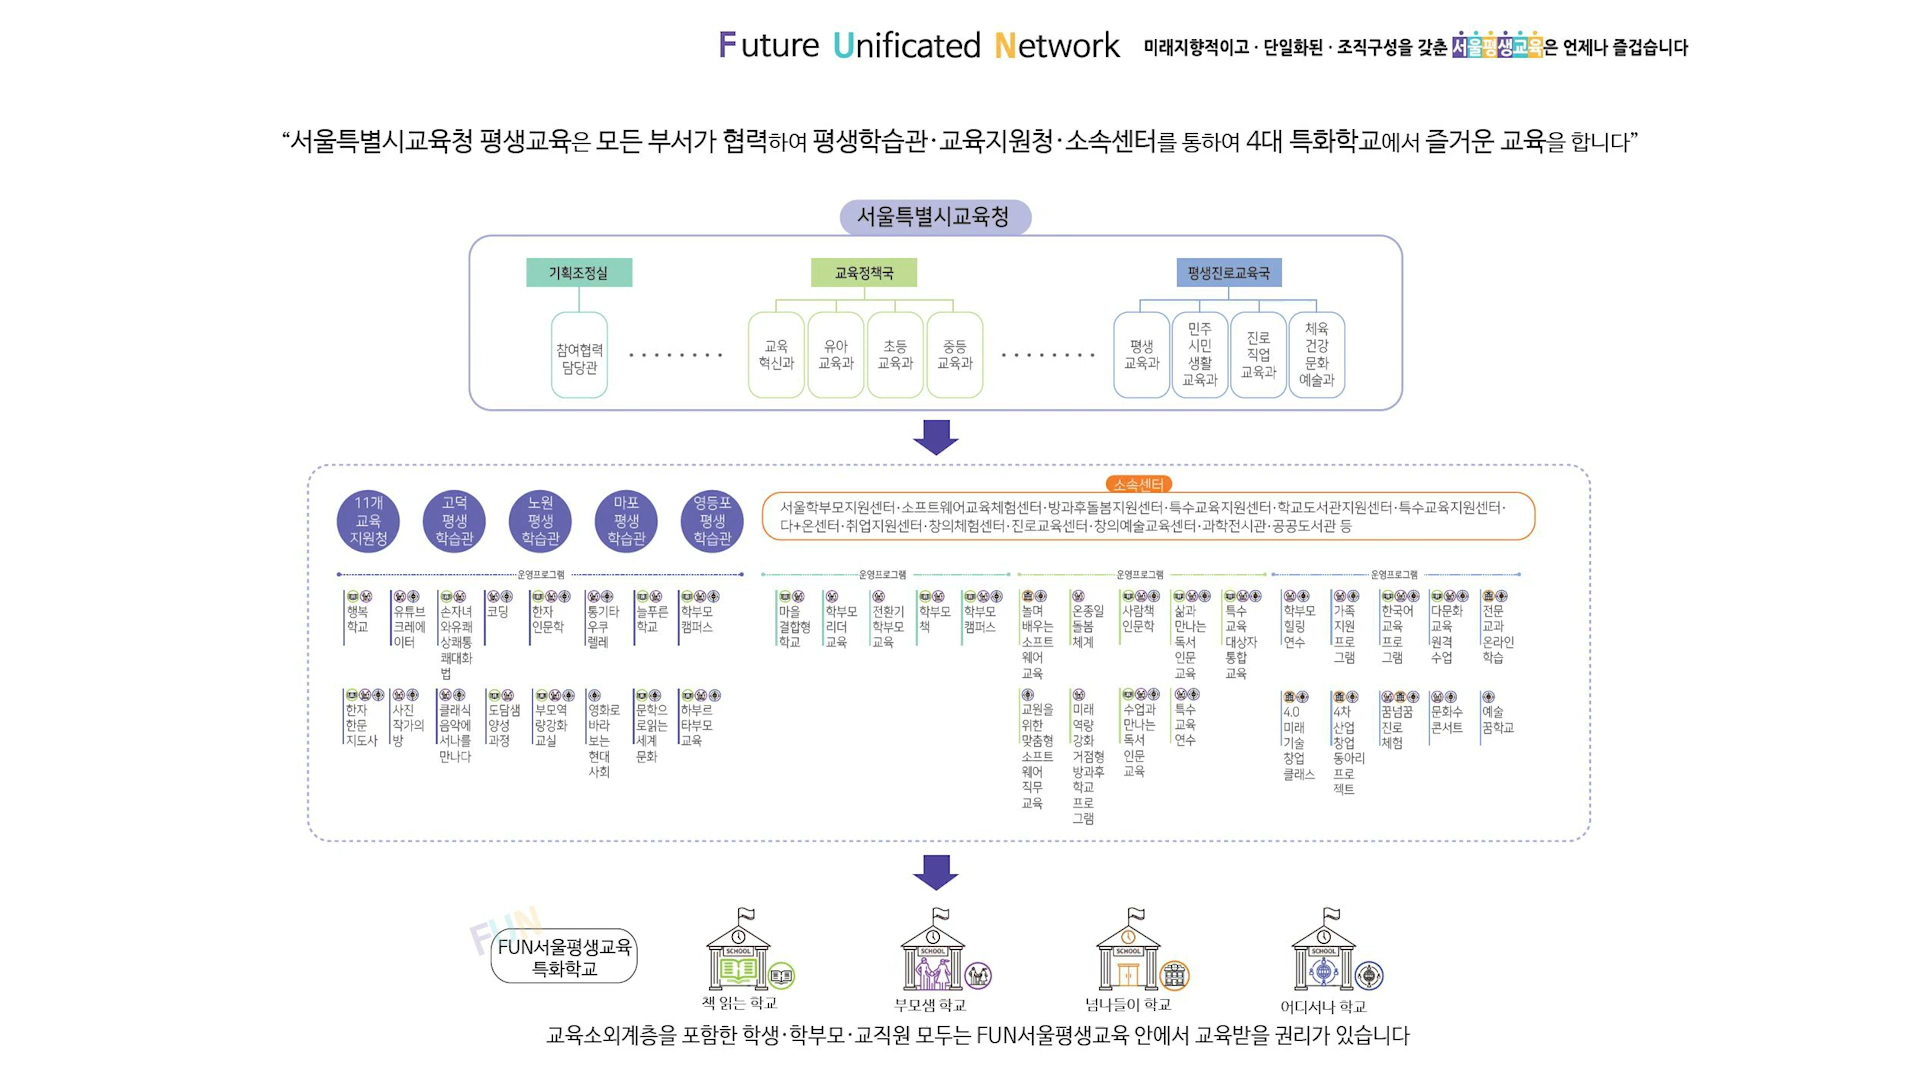 Future Unificated Network 미래지향적이고 · 단일화된 · 조직구성을 갖춘 서울평생교육은 언제나 즐겁습니다
“서울특별시교육청 평생교육은 모든 부서가 협력하여 평생학습관·교육지원청·소속센터를 통하여 4대 특화학교에서 즐거운 교육을 합니다”
서울특별시교육청
기획조정실
교육정책국
평생진로교육국
참여협력
담당관
교육
혁신과
유아
교육과
초등
교육과
중등
교육과
평생
교육과
민주
시민
생활
교육과
진로
직업
교육과
체육
건강
문화
예술과
11개
교육
지원청
고덕
평생
학습관
노원
평생
학습관
마포
평생
학습관
영등포
평생
학습관
소속센터
서울학부모지원센터·소프트웨어교육체험센터·방과후돌봄지원센터·특수교육지원센터·학교도서관지원센터·특수교육지원센터·
다+온센터·취업지원센터·창의체험센터·진로교육센터·창의예술교육센터·과학전시관·공공도서관 등
운영프로그램
운영프로그램
운영프로그램
운영프로그램
행복
학교
유튜브
크레에
이터
손자녀
와유쾌
상쾌통
쾌대화
법
코딩
한자
인문학
통기타
우쿠
렐레
늘푸른
학교
학부모
캠퍼스
마을
결합형
학교
학부모
리더
교육
전환기
학부모
교육
학부모
책
학부모
캠퍼스
놀며
배우는
소프트
웨어
교육
온종일
돌봄
체계
사람책
인문학
삶과
만나는
독서
인문
교육
특수
교육
대상자
통합
교육
학부모
힐링
연수
가족
지원
프로
그램
한국어
교육
프로
그램
다문화
교육
원격
수업
전문
교과
온라인
학습
한자
한문
지도사
사진
작가의
방
클래식
음악에
서나를
만나다
도담샘
양성
과정
부모역
량강화
교실
영화로
바라
보는
현대
사회
문학으
로읽는
세계
문화
하부르
타부모
교육
교원을
위한
맞춤형
소프트
웨어
직무
교육
미래
역량
강화
거점형
방과후
학교
프로
그램
수업과
만나는
독서
인문
교육
특수
교육
연수
4.0
미래
기술
창업
클래스
4차
산업
창업
동아리
프로
젝트
꿈넘꿈
진로
체험
문화수
콘서트
예술
꿈학교
FUN
FUN서울평생교육
특화학교
SCHOOL
SCHOOL
SCHOOL
SCHOOL
책 읽는 학교
부모샘 학교
넘나들이 학교
어디서나 학교
교육소외계층을 포함한 학생·학부모·교직원 모두는 FUN서울평생교육 안에서 교육받을 권리가 있습니다